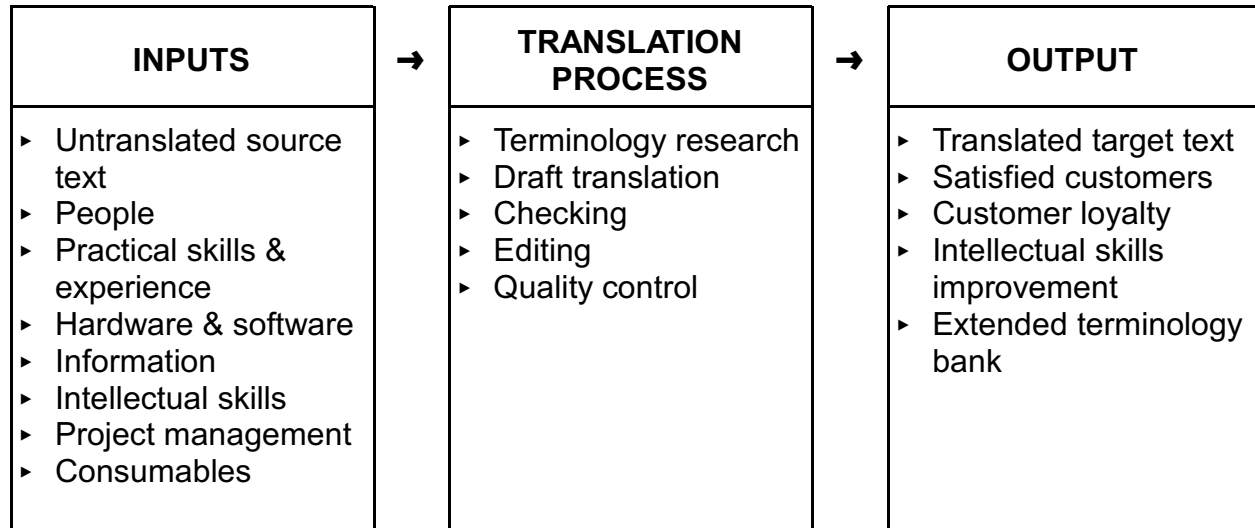 INPUTS
➞
TRANSLATION
PROCESS
➞
OUTPUT
▸ Untranslated source
text
▸ People
▸ Practical skills &
experience
▸ Hardware & software
▸ Information
▸ Intellectual skills
▸ Project management
▸ Consumables
▸ Terminology research
▸ Draft translation
▸ Checking
▸ Editing
▸ Quality control
▸ Translated target text
▸ Satisfied customers
▸ Customer loyalty
▸ Intellectual skills
improvement
▸ Extended terminology
bank